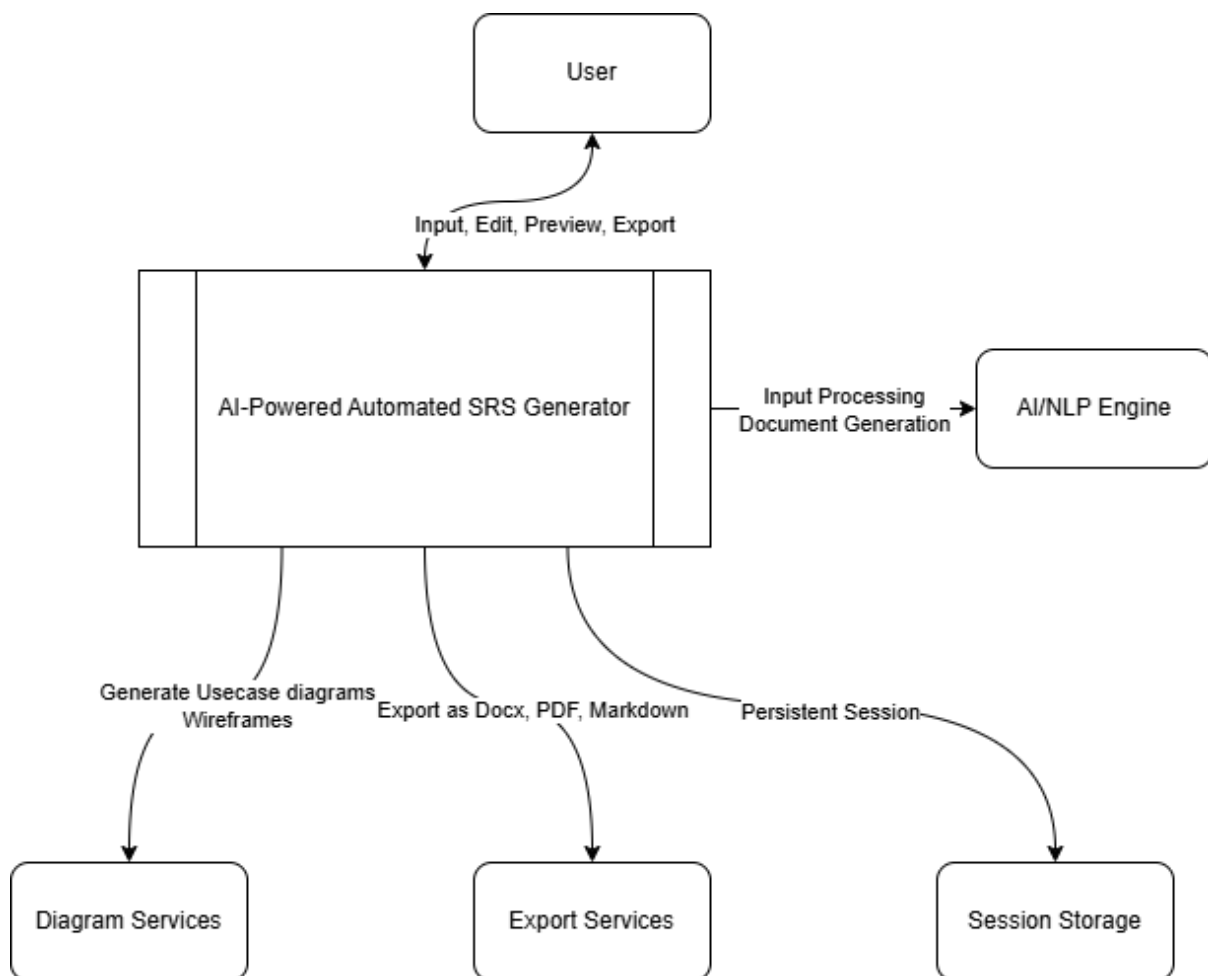 User
Input, Edit, Preview, Export
AI-Powered Automated SRS Generator
Input Processing
Document Generation
AI/NLP Engine
Generate Usecase diagrams
Wireframes
Export as Docx, PDF, Markdown
Persistent Session
Diagram Services
Export Services
Session Storage